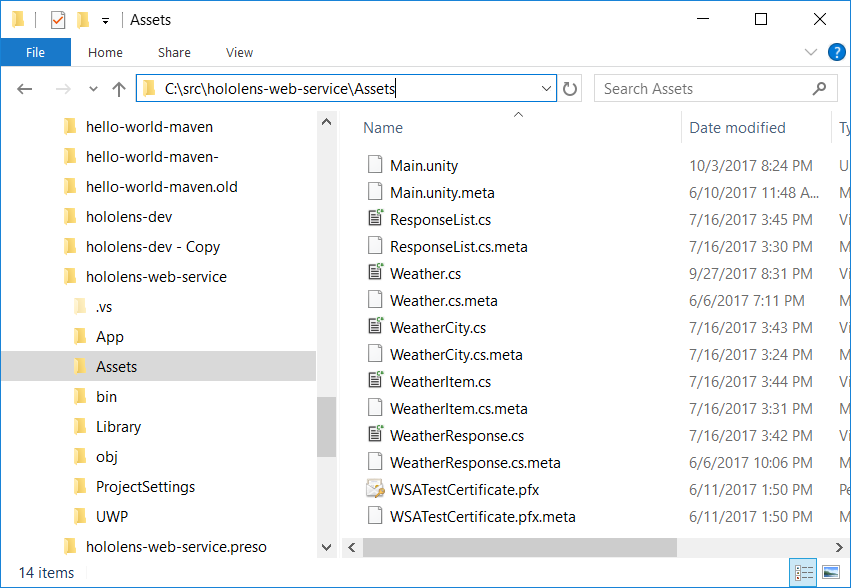 Assets
File Home Share View
C:\src\hololens-web-service\Assets Search Assets
hello-world-maven
hello-world-maven-
hello-world-maven.old
hololens-dev
hololens-dev - Copy
hololens-web-service
.vs
App
Assets
bin
Library
obj
ProjectSettings
UWP
hololens-web-service.preso
Name Date modified Ty
Main.unity 10/3/2017 8:24 PM U
Main.unity.meta 6/10/2017 11:48 A... M
ResponseList.cs 7/16/2017 3:45 PM Vi
ResponseList.cs.meta 7/16/2017 3:30 PM M
Weather.cs 9/27/2017 8:31 PM Vi
Weather.cs.meta 6/6/2017 7:11 PM M
WeatherCity.cs 7/16/2017 3:43 PM Vi
WeatherCity.cs.meta 7/16/2017 3:24 PM M
WeatherItem.cs 7/16/2017 3:44 PM Vi
WeatherItem.cs.meta 7/16/2017 3:31 PM M
WeatherResponse.cs 7/16/2017 3:42 PM Vi
WeatherResponse.cs.meta 6/6/2017 10:06 PM M
WSATestCertificate.pfx 6/11/2017 1:50 PM Pe
WSATestCertificate.pfx.meta 6/11/2017 1:50 PM M
14 items